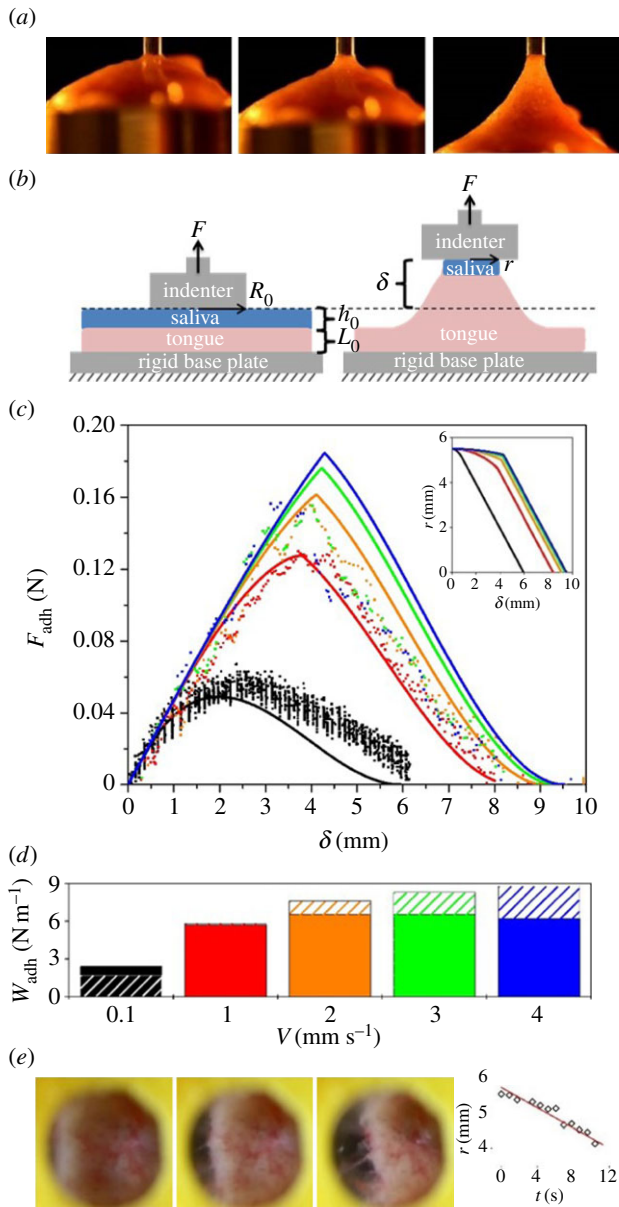 (a)
(b)
F
F
indenter
R0
saliva
h0
tongue
L0
rigid base plate
δ
indenter
saliva
r
tongue
rigid base plate
(c)
0.20
0.16
0.12
0.08
0.04
0
Fadh (N)
0 1 2 3 4 5 6 7 8 9 10
δ (mm)
6
4
2
0
r (mm)
0 2 4 6 8 10
δ (mm)
(d)
9
6
3
0
Wadh (N m−1)
0.1 1 2 3 4
V (mm s−1)
(e)
6
5
4
r (mm)
0 4 8 12
t (s)